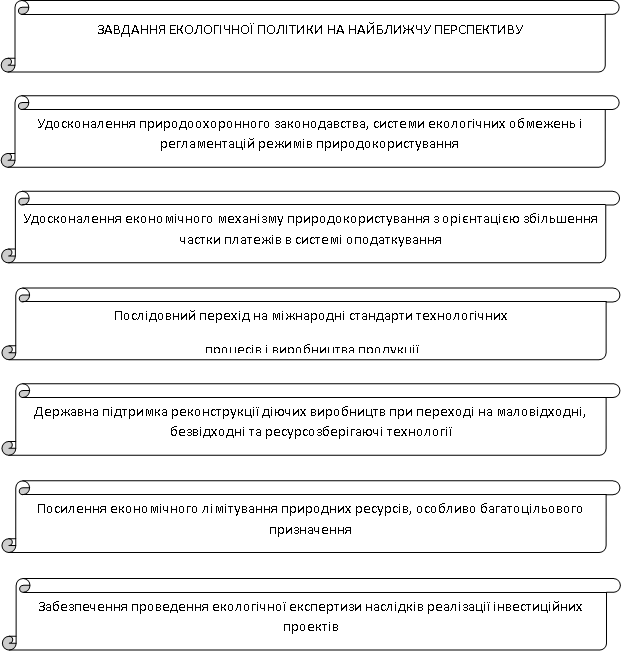 ЗАВДАННЯ ЕКОЛОГІЧНОЇ ПОЛІТИКИ НА НАЙБЛИЖЧУ ПЕРСПЕКТИВУ
Удосконалення природоохоронного законодавства, системи екологічних обмежень і
регламентацій режимів природокористування
Удосконалення економічного механізму природокористування з орієнтацією збільшення
частки платежів в системі оподаткування
Послідовний перехід на міжнародні стандарти технологічних
процесів і виробництва продукції
Державна підтримка реконструкції діючих виробництв при переході на маловідходні,
безвідходні та ресурсозберігаючі технології
Посилення економічного лімітування природних ресурсів, особливо багатоцільового
призначення
Забезпечення проведення екологічної експертизи наслідків реалізації інвестиційних
проектів